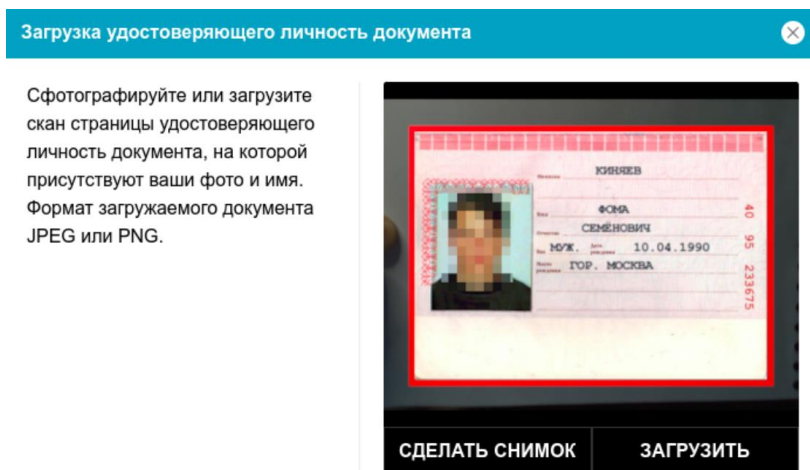 Загрузка удостоверяющего личность документа
Сфотографируйте или загрузите
скан страницы удостоверяющего
личность документа, на которой
присутствуют ваши фото и имя.
Формат загружаемого документа
JPEG или PNG.
КИНЯЕВ
ФОМА
СЕМЁНОВИЧ
МУЖ. 10.04.1990
ГОР. МОСКВА
40 95 233675
СДЕЛАТЬ СНИМОК
ЗАГРУЗИТЬ